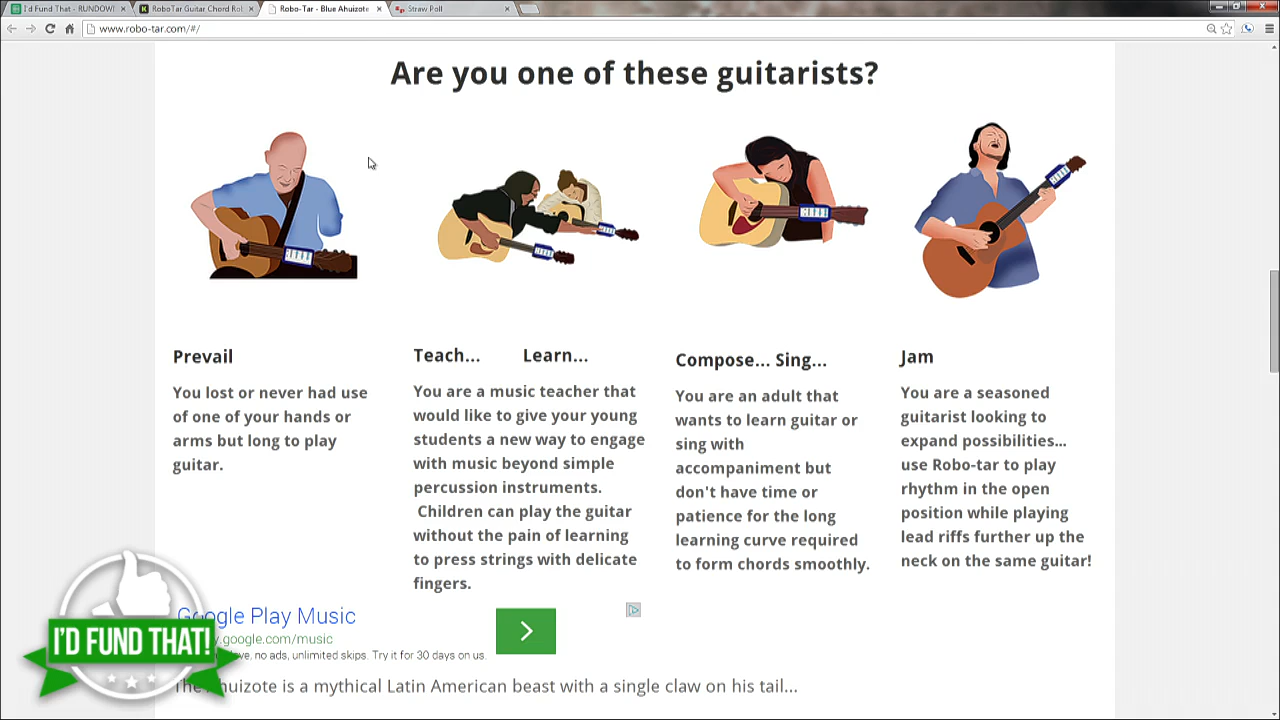 I'd Fund That - RUNDOW
RoboTar Guitar Chord Rob
Robo-Tar - Blue Ahuizote
Straw Poll
www.robo-tar.com/#/
Are you one of these guitarists?
Prevail
You lost or never had use
of one of your hands or
arms but long to play
guitar.
Teach... Learn...
You are a music teacher that
would like to give your young
students a new way to engage
with music beyond simple
percussion instruments.
Children can play the guitar
without the pain of learning
to press strings with delicate
fingers.
Compose... Sing...
You are an adult that
wants to learn guitar or
sing with
accompaniment but
don't have time or
patience for the long
learning curve required
to form chords smoothly.
Jam
You are a seasoned
guitarist looking to
expand possibilities...
use Robo-tar to play
rhythm in the open
position while playing
lead riffs further up the
neck on the same guitar!
Google Play Music
.google.com/music
no ads, unlimited skips. Try it for 30 days on us.
I'D FUND THAT!
Ahuizote is a mythical Latin American beast with a single claw on his tail...